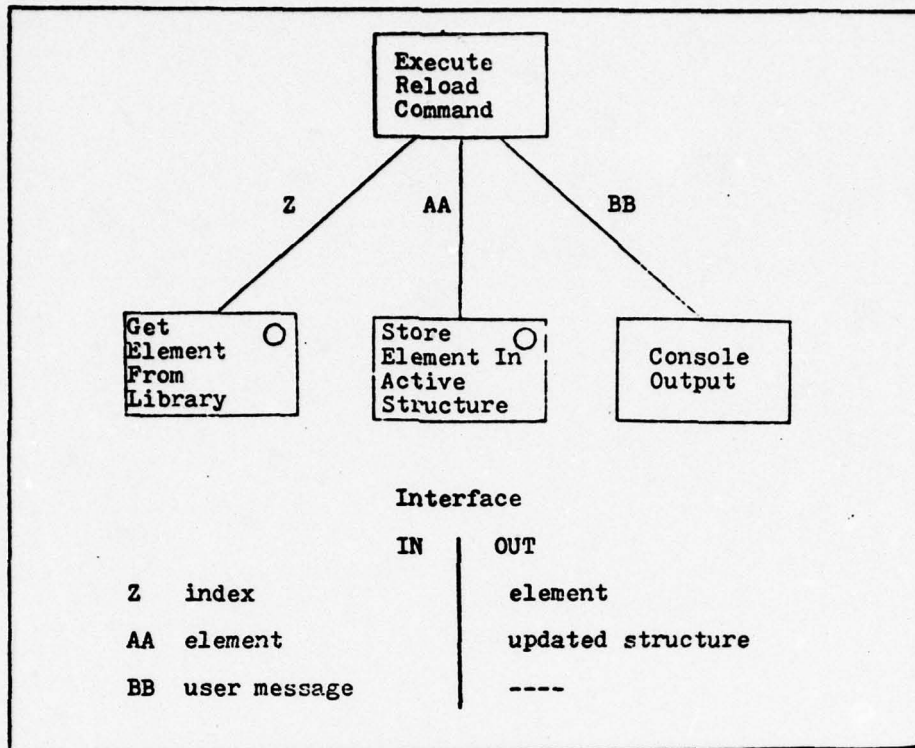 Execute
Reload
Command
Z
AA
BB
Get
Element
From
Library
Store
Element In
Active
Structure
Console
Output
Interface
IN OUT
Z index element
AA element updated structure
BB user message ----